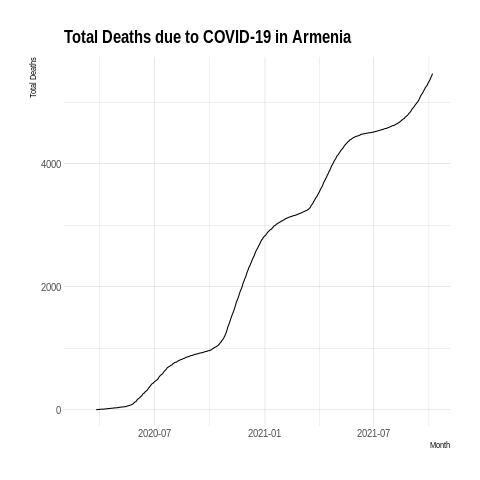 Total Deaths due to COVID-19 in Armenia
Total Deaths
4000
2000
0
2020-07
2021-01
2021-07
Month